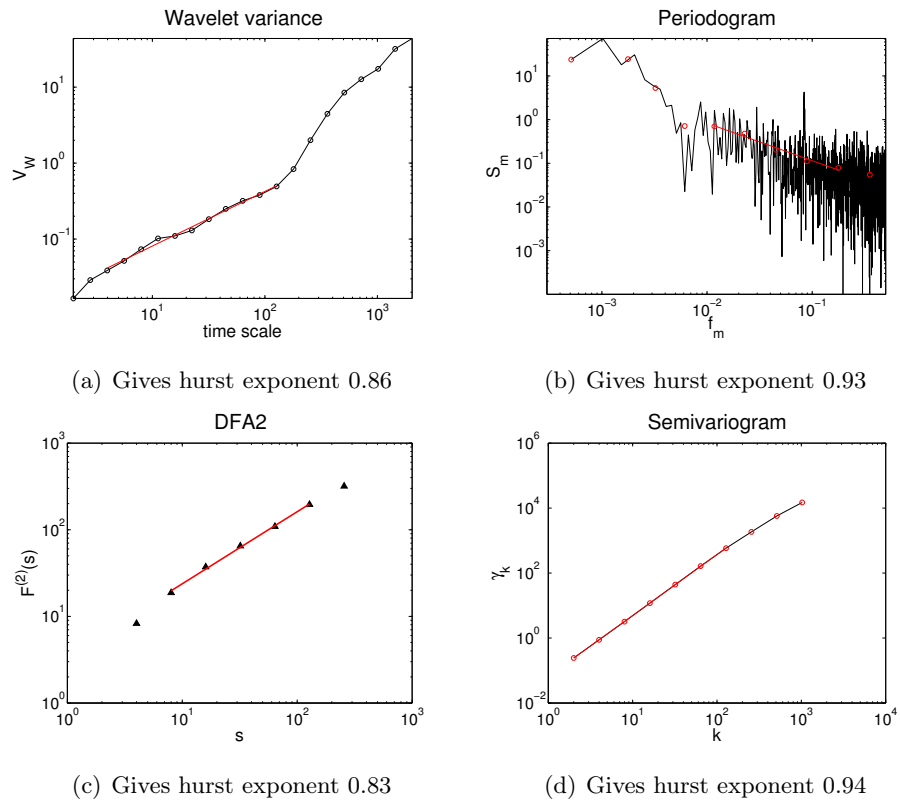 Wavelet variance
V_W
10^1
10^0
10^-1
10^1
10^2
10^3
time scale
(a) Gives hurst exponent 0.86
Periodogram
S_m
10^1
10^0
10^-1
10^-2
10^-3
10^-3
10^-2
10^-1
f_m
(b) Gives hurst exponent 0.93
DFA2
F^(2)(s)
10^3
10^2
10^1
10^0
10^0
10^1
10^2
10^3
s
(c) Gives hurst exponent 0.83
Semivariogram
γ_k
10^6
10^4
10^2
10^0
10^-2
10^0
10^1
10^2
10^3
10^4
k
(d) Gives hurst exponent 0.94